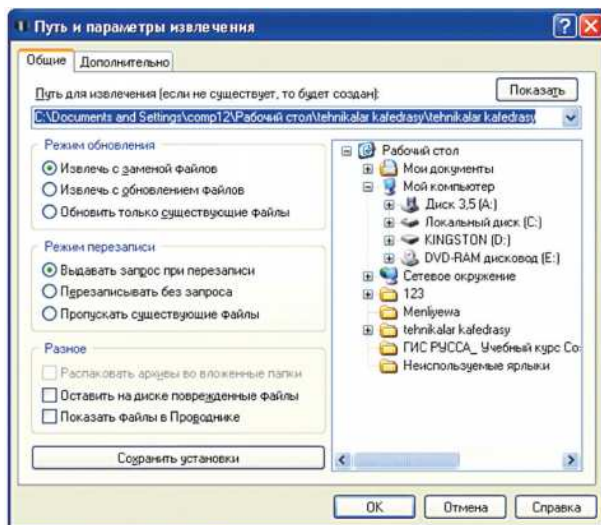 Путь и параметры извлечения
Общие Дополнительно
Путь для извлечения (если не существует, то будет создан):
Показать
C:\Documents and Settings\comp12\Рабочий стол\tehnikalar kafedrasy\tehnikalar kafedrasy
Режим обновления
Извлечь с заменой файлов
Извлечь с обновлением файлов
Обновить только существующие файлы
Режим перезаписи
Выдавать запрос при перезаписи
Перезаписывать без запроса
Пропускать существующие файлы
Разное
Распаковать архивы во вложенные папки
Оставить на диске поврежденные файлы
Показать файлы в Проводнике
Сохранить установки
Рабочий стол
Мои документы
Мой компьютер
Диск 3,5 (A:)
Локальный диск (C:)
KINGSTON (D:)
DVD-RAM дисковод (E:)
Сетевое окружение
123
Menliyewa
tehnikalar kafedrasy
ГИС РУССА_ Учебный курс Со
Неиспользуемые ярлыки
OK Отмена Справка